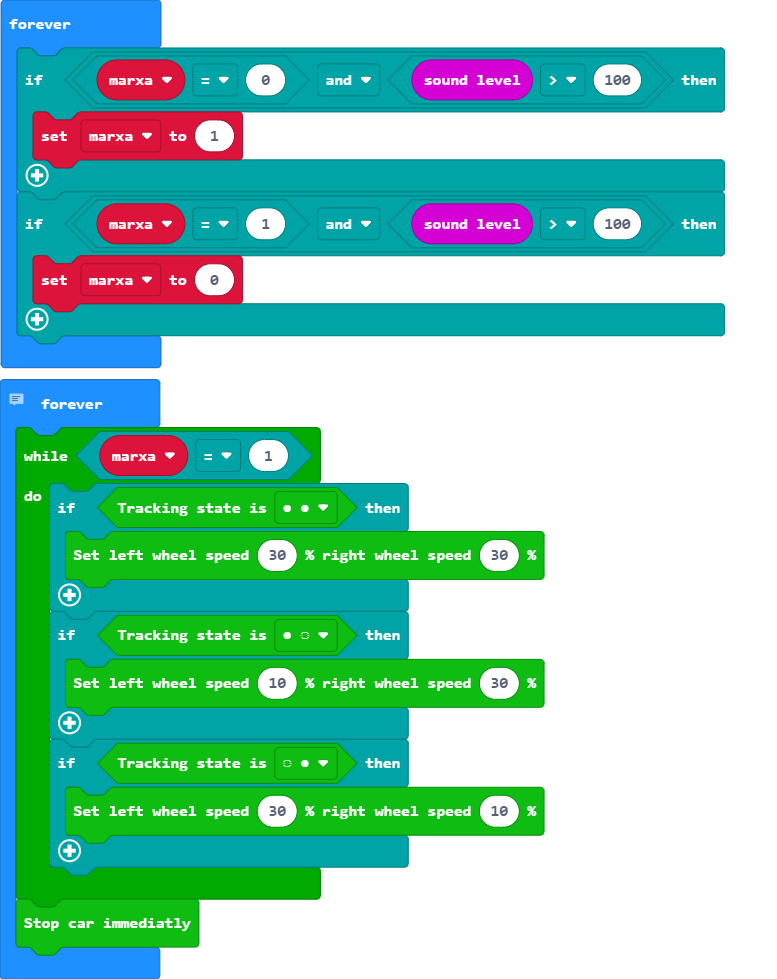 forever
if marxa = 0 and sound level > 100 then
set marxa to 1
if marxa = 1 and sound level > 100 then
set marxa to 0
forever
while marxa = 1
do
if Tracking state is ● ● then
Set left wheel speed 30 % right wheel speed 30 %
if Tracking state is ● ◌ then
Set left wheel speed 10 % right wheel speed 30 %
if Tracking state is ◌ ● then
Set left wheel speed 30 % right wheel speed 10 %
Stop car immediatly